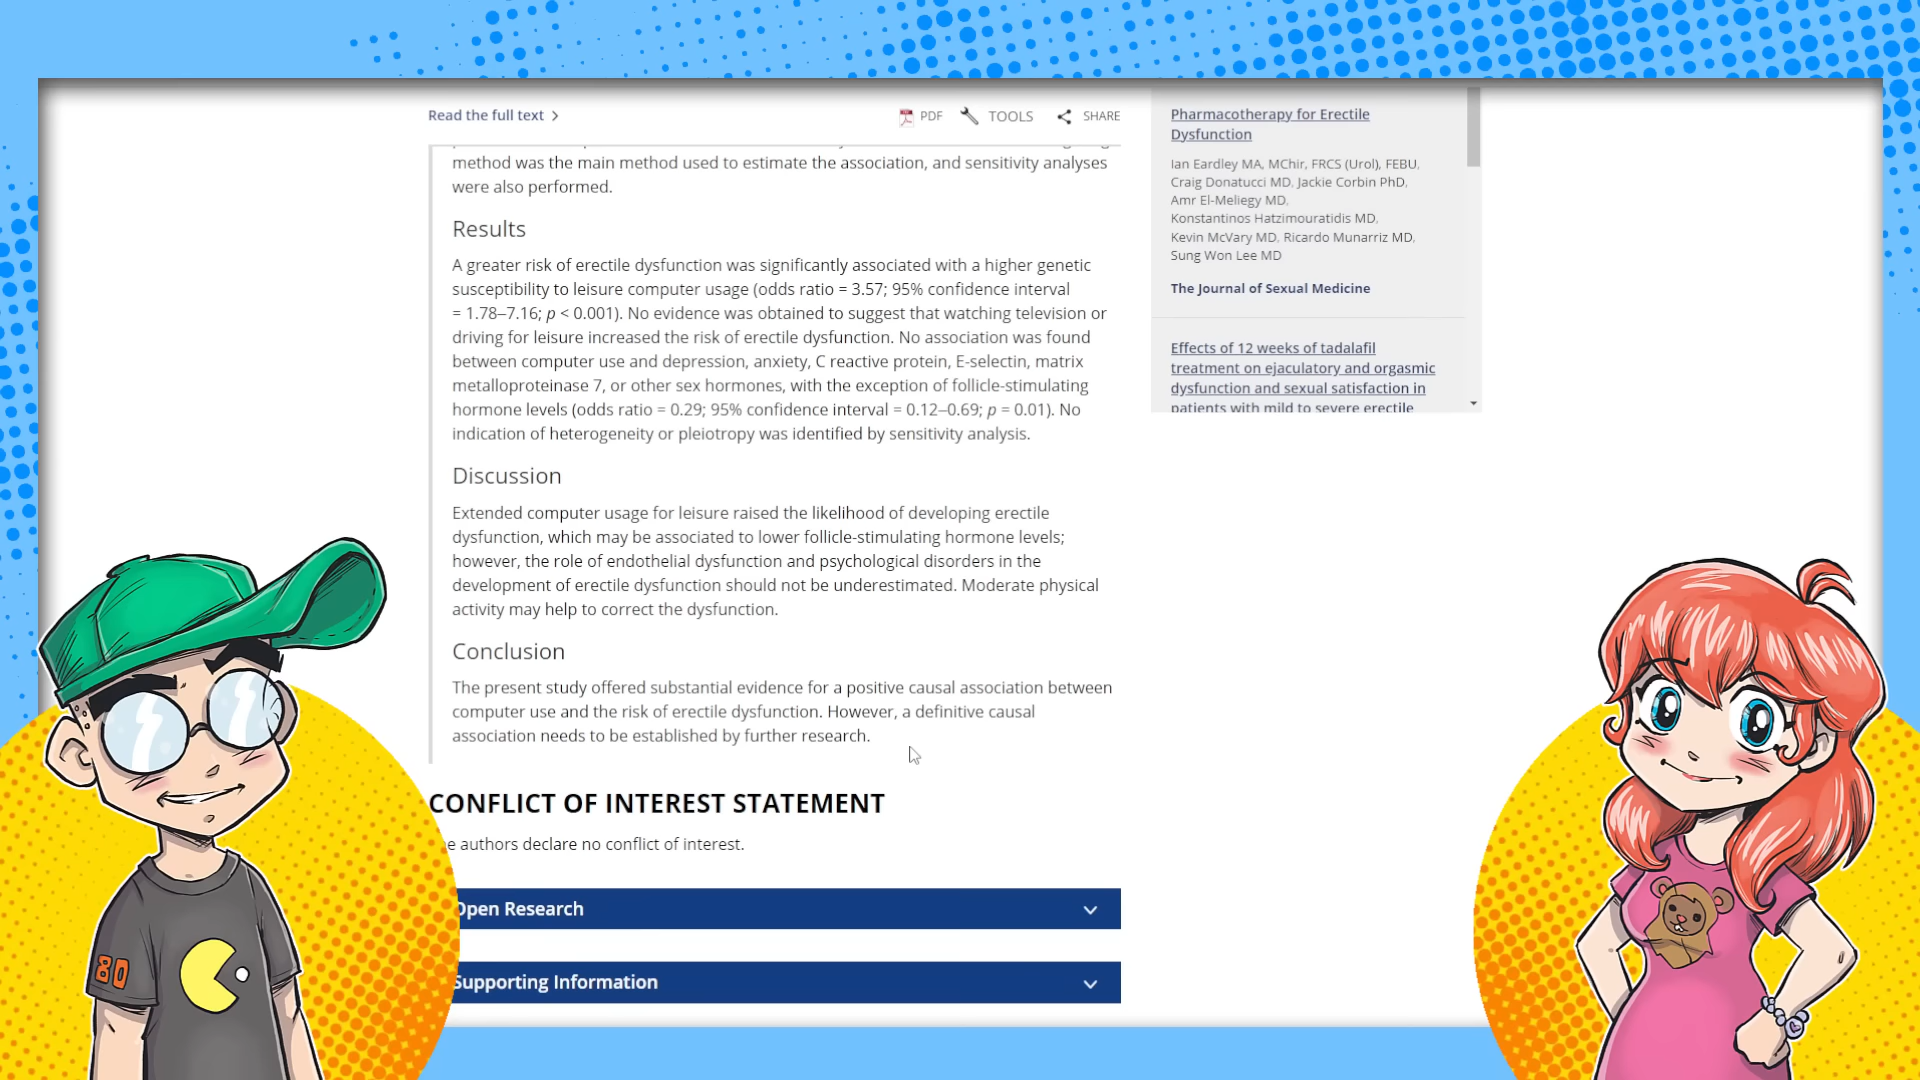 Read the full text
PDF
TOOLS
SHARE
method was the main method used to estimate the association, and sensitivity analyses
were also performed.
Results
A greater risk of erectile dysfunction was significantly associated with a higher genetic
susceptibility to leisure computer usage (odds ratio = 3.57; 95% confidence interval
= 1.78–7.16; p < 0.001). No evidence was obtained to suggest that watching television or
driving for leisure increased the risk of erectile dysfunction. No association was found
between computer use and depression, anxiety, C reactive protein, E-selectin, matrix
metalloproteinase 7, or other sex hormones, with the exception of follicle-stimulating
hormone levels (odds ratio = 0.29; 95% confidence interval = 0.12–0.69; p = 0.01). No
indication of heterogeneity or pleiotropy was identified by sensitivity analysis.
Discussion
Extended computer usage for leisure raised the likelihood of developing erectile
dysfunction, which may be associated to lower follicle-stimulating hormone levels;
however, the role of endothelial dysfunction and psychological disorders in the
development of erectile dysfunction should not be underestimated. Moderate physical
activity may help to correct the dysfunction.
Conclusion
The present study offered substantial evidence for a positive causal association between
computer use and the risk of erectile dysfunction. However, a definitive causal
association needs to be established by further research.
CONFLICT OF INTEREST STATEMENT
e authors declare no conflict of interest.
Open Research
Supporting Information
Pharmacotherapy for Erectile
Dysfunction
Ian Eardley MA, MChir, FRCS (Urol), FEBU,
Craig Donatucci MD, Jackie Corbin PhD,
Amr El-Meliegy MD,
Konstantinos Hatzimouratidis MD,
Kevin McVary MD, Ricardo Munarriz MD,
Sung Won Lee MD
The Journal of Sexual Medicine
Effects of 12 weeks of tadalafil
treatment on ejaculatory and orgasmic
dysfunction and sexual satisfaction in
patients with mild to severe erectile
80